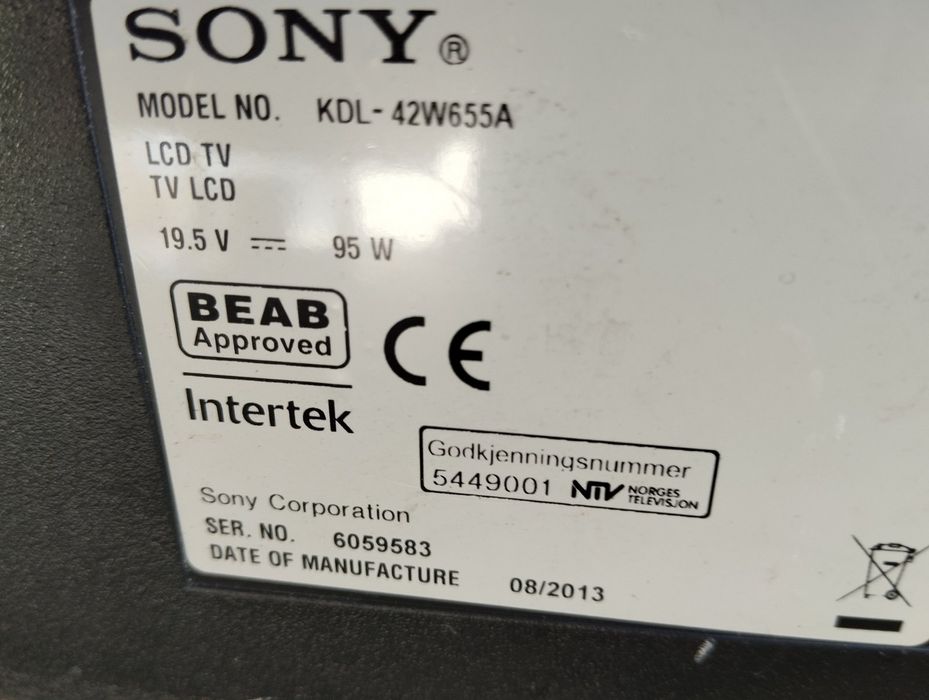 SONY®
MODEL NO. KDL-42W655A
LCD TV
TV LCD
19.5 V ⎓ 95 W
BEAB
Approved
CE
Intertek
Godkjenningsnummer
5449001 NTV NORGES
TELEVISJON
Sony Corporation
SER. NO. 6059583
DATE OF MANUFACTURE 08/2013